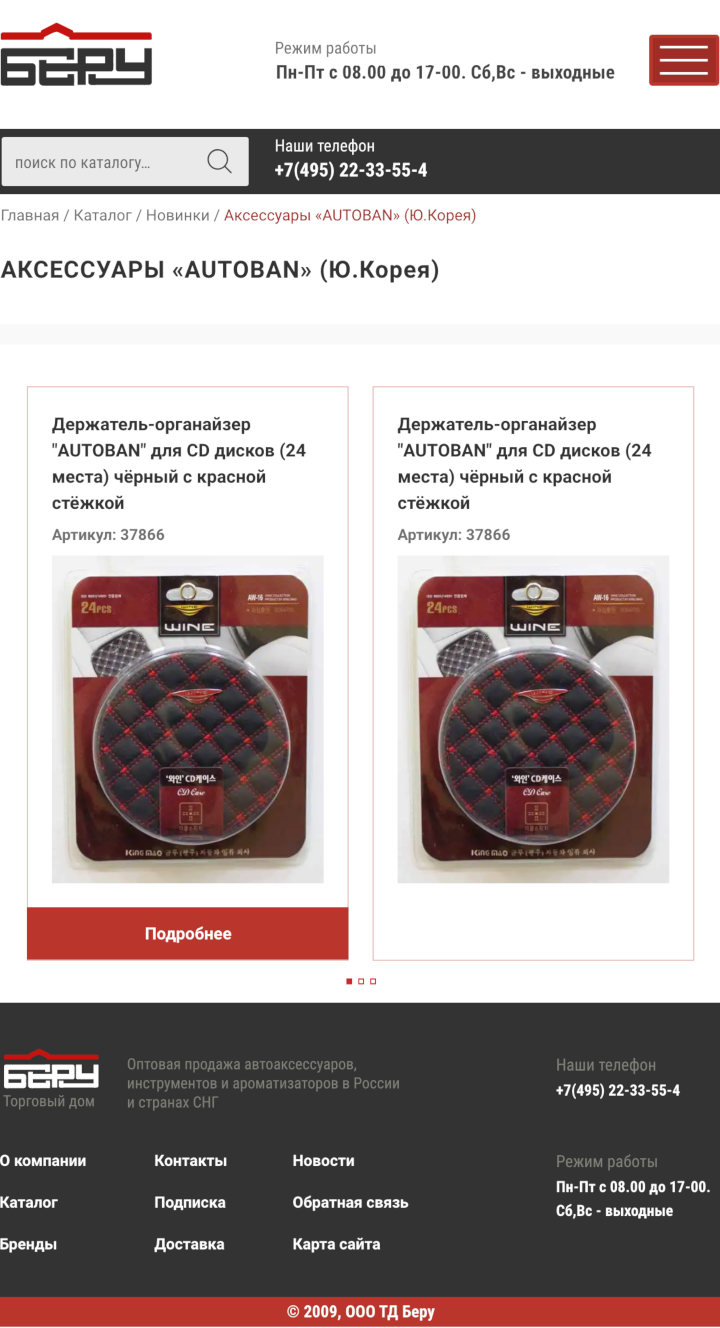 БЕРУ
Режим работы
Пн-Пт с 08.00 до 17-00. Сб,Вс - выходные
поиск по каталогу...
Наши телефон
+7(495) 22-33-55-4
Главная / Каталог / Новинки / Аксессуары «AUTOBAN» (Ю.Корея)
АКСЕССУАРЫ «AUTOBAN» (Ю.Корея)
Держатель-органайзер
"AUTOBAN" для CD дисков (24
места) чёрный с красной
стёжкой
Артикул: 37866
24PCS
AW-16
WINE
'와인' CD케이스
CD Case
KING MAO
Подробнее
Держатель-органайзер
"AUTOBAN" для CD дисков (24
места) чёрный с красной
стёжкой
Артикул: 37866
24PCS
AW-16
WINE
'와인' CD케이스
CD Case
KING MAO
БЕРУ
Торговый дом
Оптовая продажа автоаксессуаров,
инструментов и ароматизаторов в России
и странах СНГ
Наши телефон
+7(495) 22-33-55-4
О компании
Контакты
Новости
Каталог
Подписка
Обратная связь
Бренды
Доставка
Карта сайта
Режим работы
Пн-Пт с 08.00 до 17-00.
Сб,Вс - выходные
© 2009, ООО ТД Беру